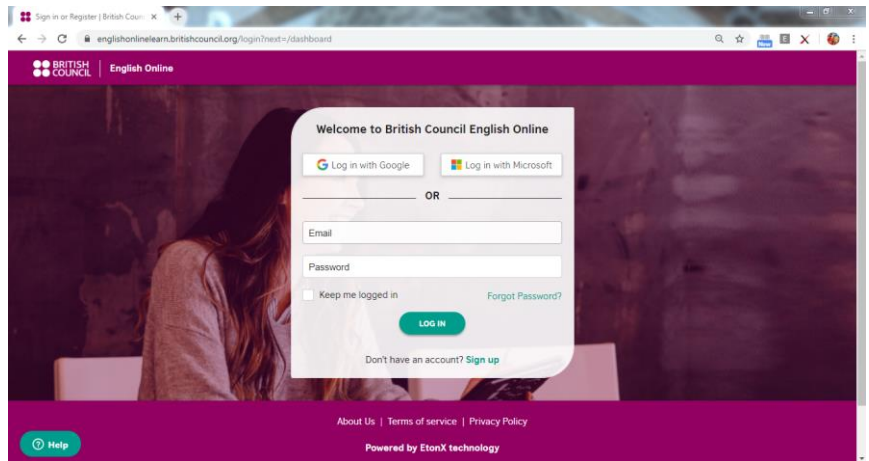 Sign in or Register | British Coun
englishonlinelearn.britishcouncil.org/login?next=/dashboard
New
BRITISH
COUNCIL
English Online
Welcome to British Council English Online
G Log in with Google
Log in with Microsoft
OR
Email
Password
Keep me logged in
Forgot Password?
LOG IN
Don't have an account? Sign up
About Us | Terms of service | Privacy Policy
Help
Powered by EtonX technology